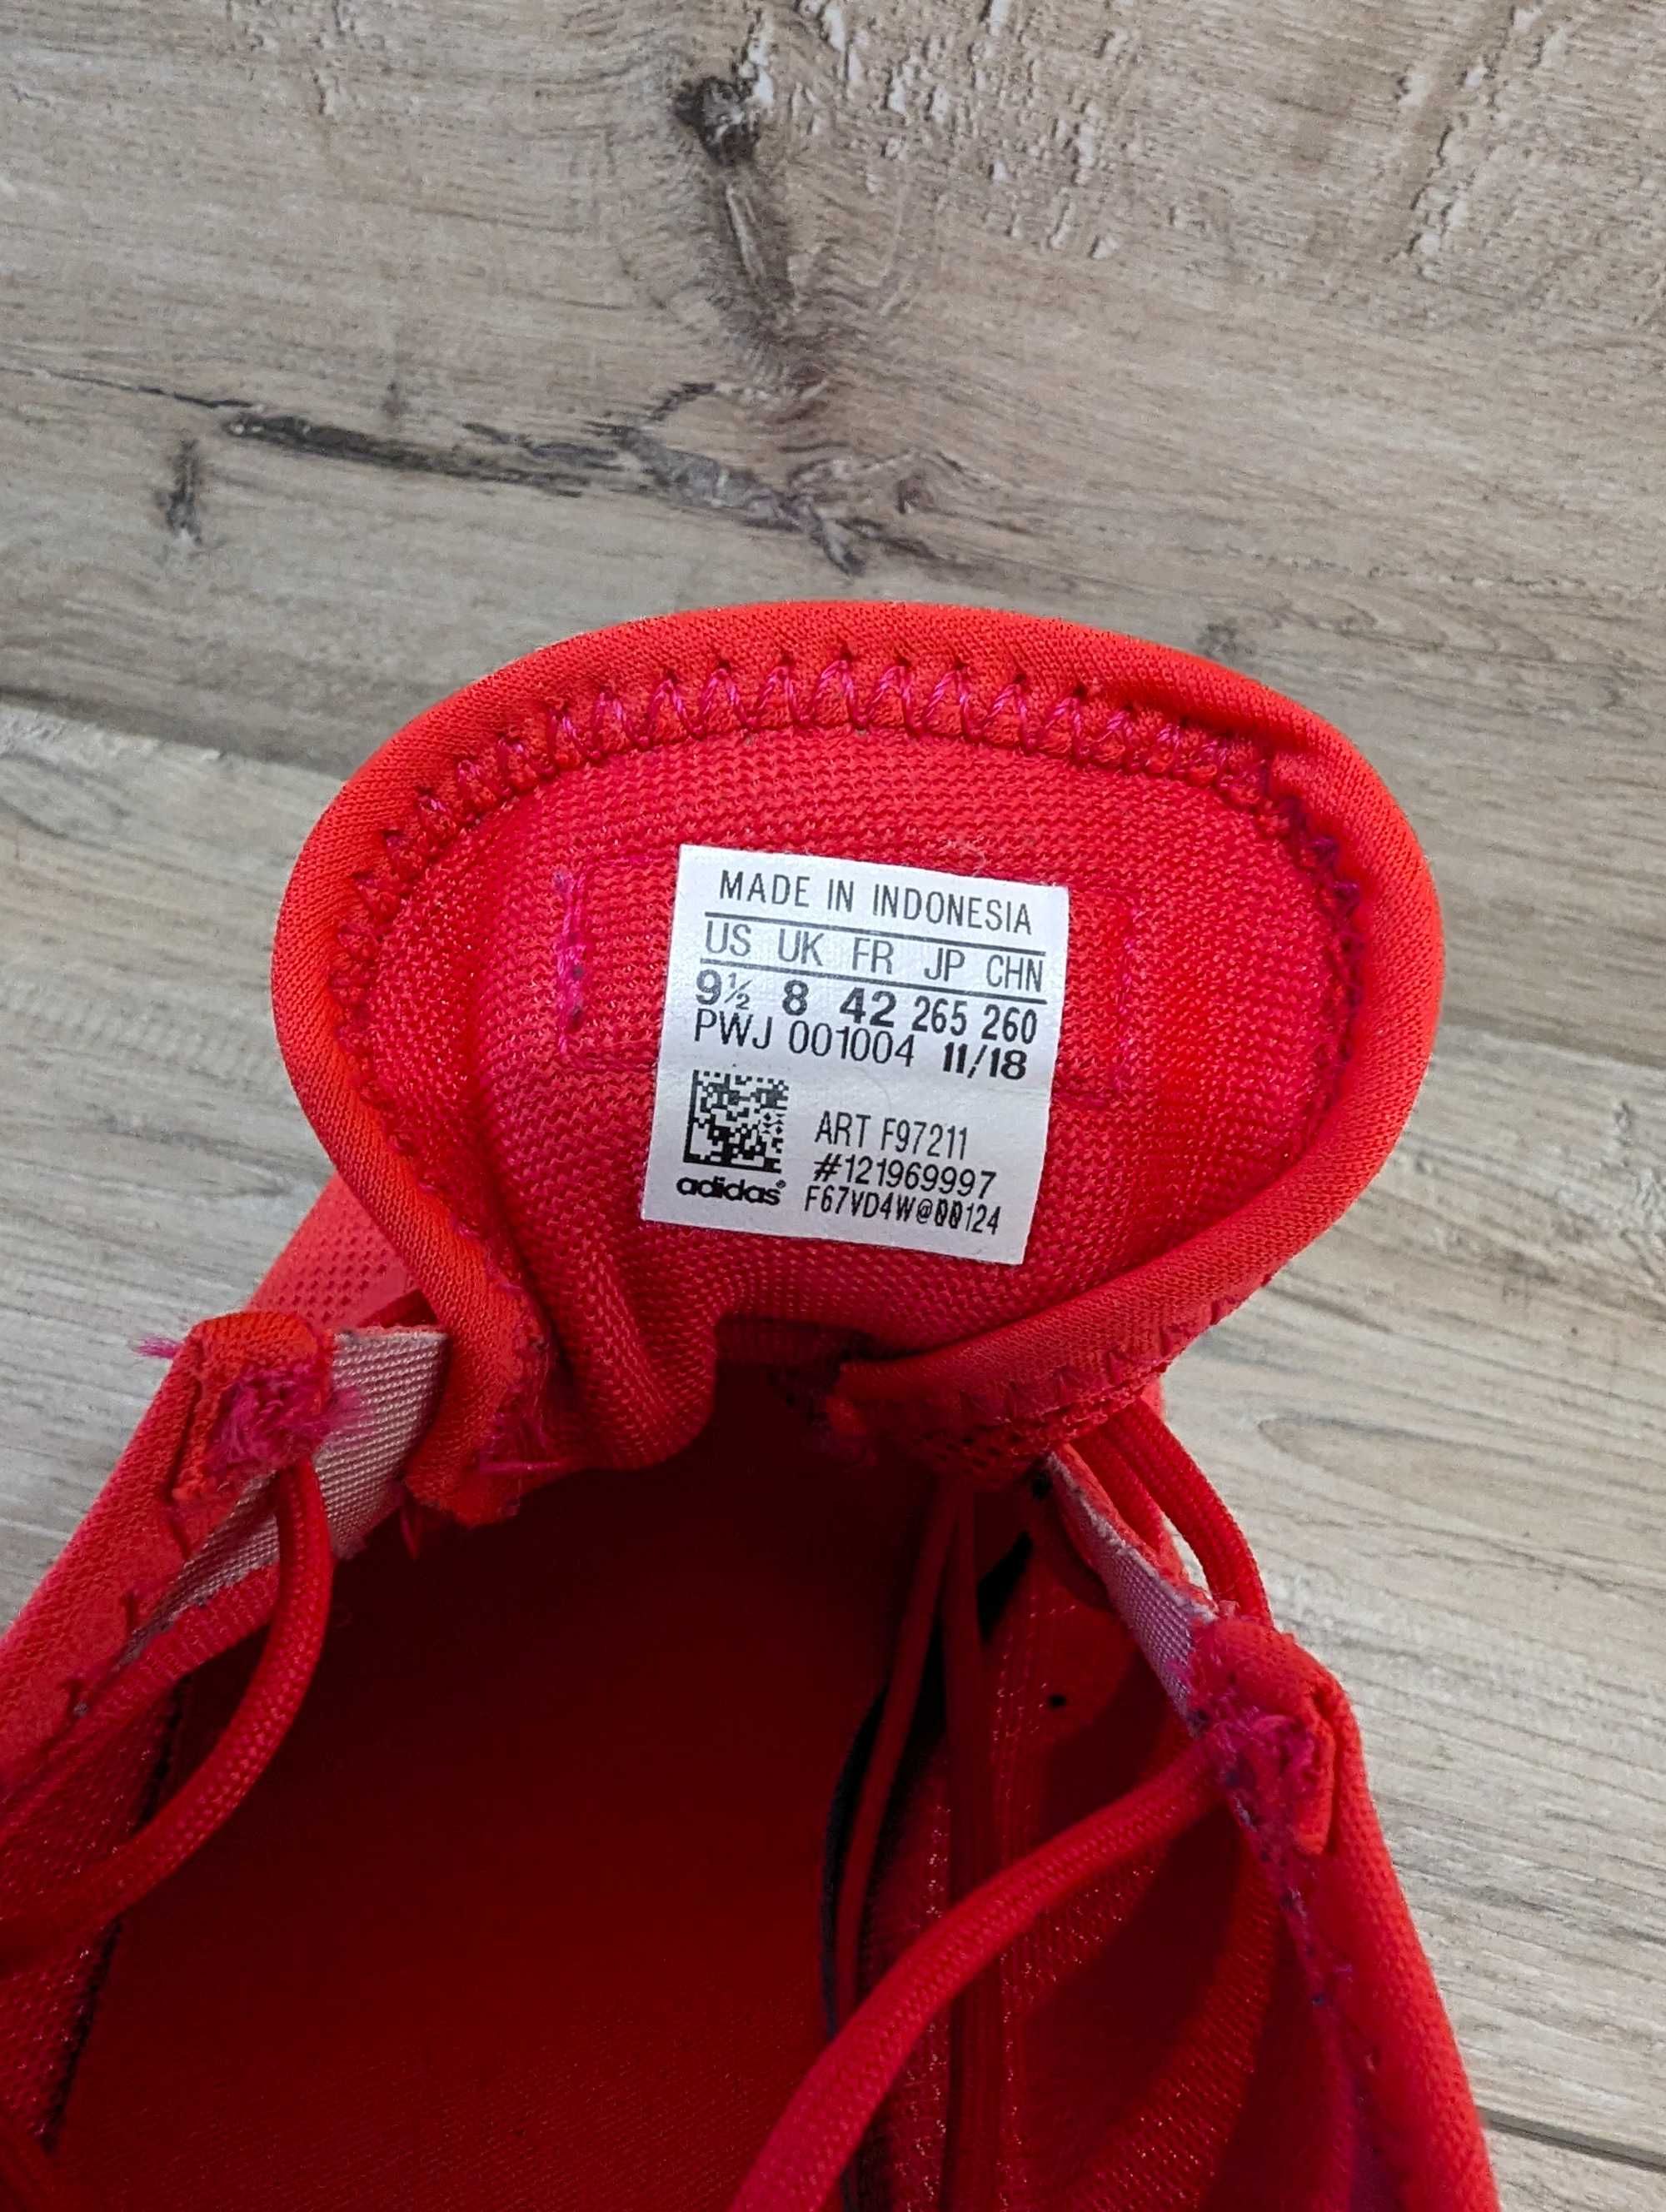 MADE IN INDONESIA
US UK FR JP CHN
9½ 8 42 265 260
PWJ 001004 11/18
ART F97211
#121969997
adidas® F67VD4W@00124